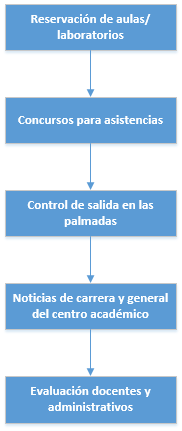 Reservación de aulas/
laboratorios
Concursos para asistencias
Control de salida en las
palmadas
Noticias de carrera y general
del centro académico
Evaluación docentes y
administrativos